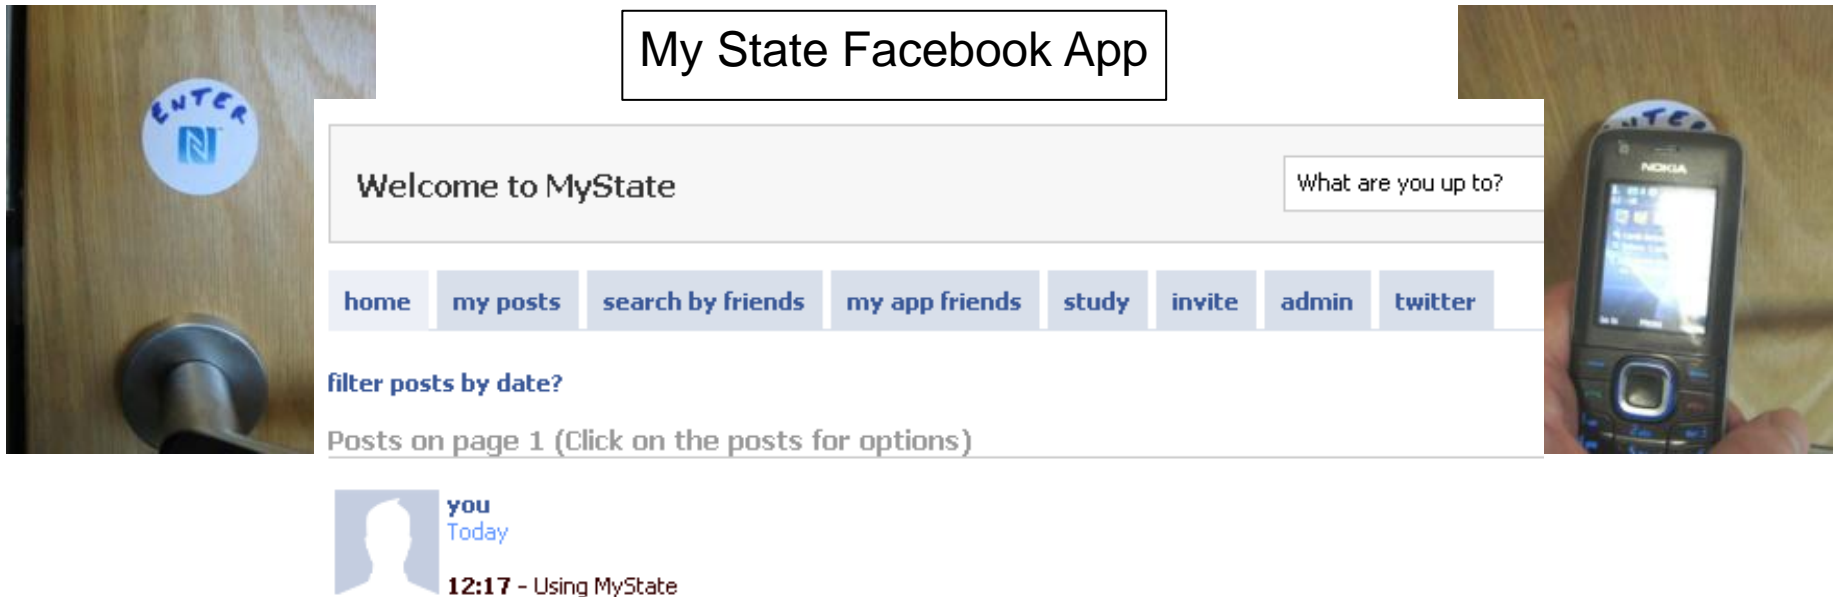 My State Facebook App
ENTER
Welcome to MyState
What are you up to?
home my posts search by friends my app friends study invite admin twitter
filter posts by date?
Posts on page 1 (Click on the posts for options)
you
Today
12:17 - Using MyState
NOKIA